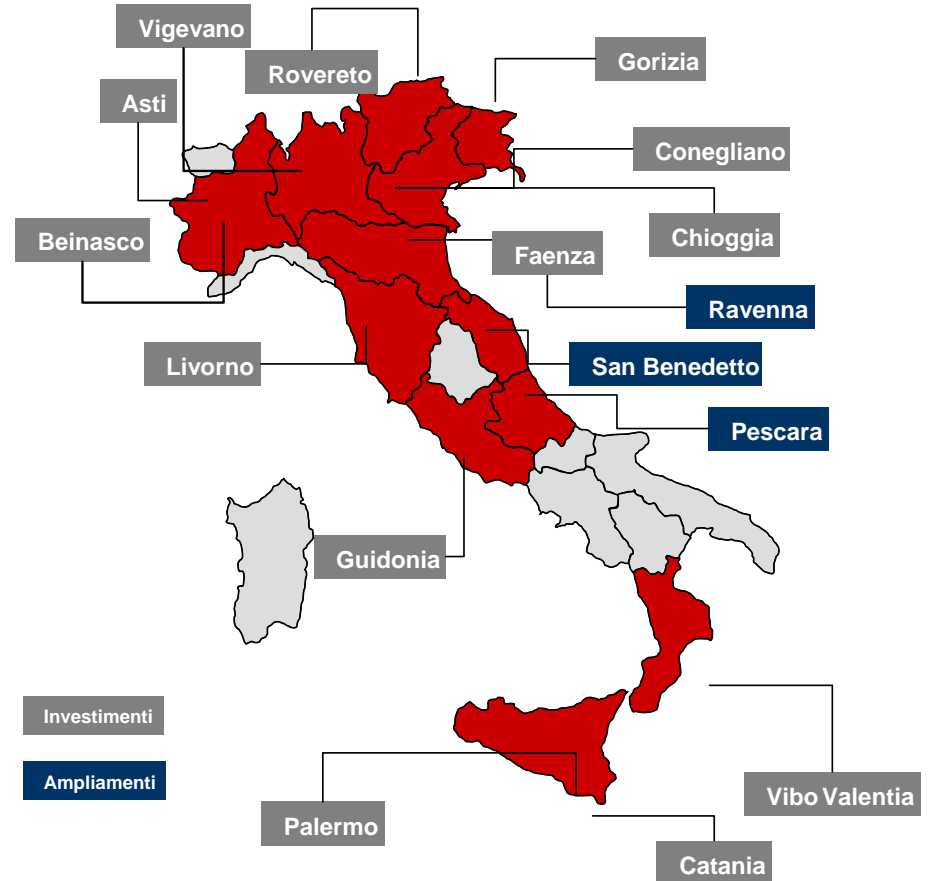 Vigevano
Rovereto
Gorizia
Asti
Conegliano
Beinasco
Chioggia
Faenza
Ravenna
Livorno
San Benedetto
Pescara
Guidonia
Investimenti
Ampliamenti
Vibo Valentia
Palermo
Catania